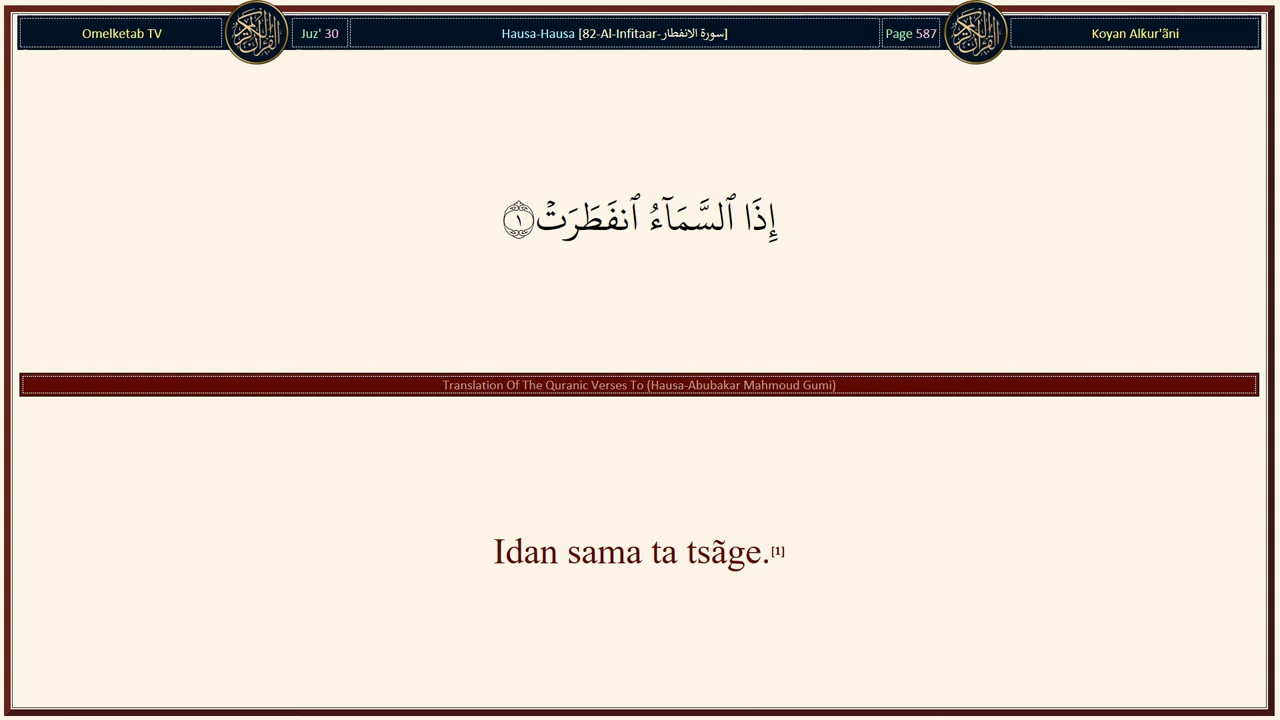 Omelketab TV
Juz' 30
Hausa-Hausa [82-Al-Infitaar-سورة الانفطار]
Page 587
Koyan Alƙur'ãni
إِذَا ٱلسَّمَآءُ ٱنفَطَرَتۡ ١
Translation Of The Quranic Verses To (Hausa-Abubakar Mahmoud Gumi)
Idan sama ta tsãge.[1]